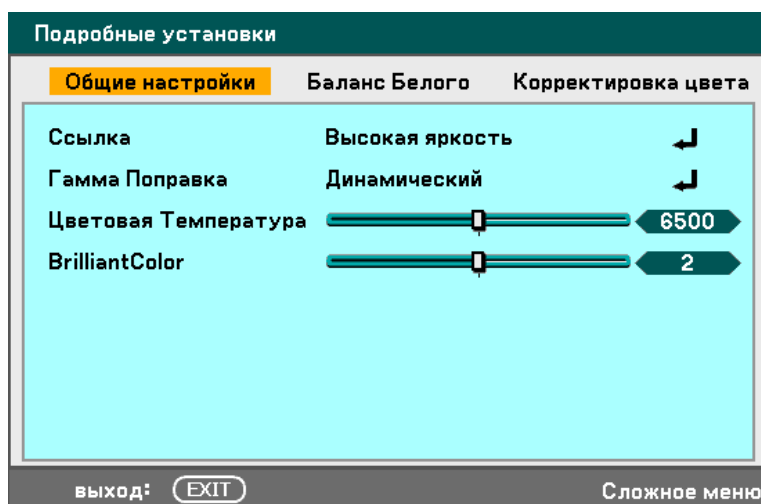 Подробные установки
Общие настройки Баланс Белого Корректировка цвета
Ссылка Высокая яркость
Гамма Поправка Динамический
Цветовая Температура 6500
BrilliantColor 2
выход: EXIT Сложное меню